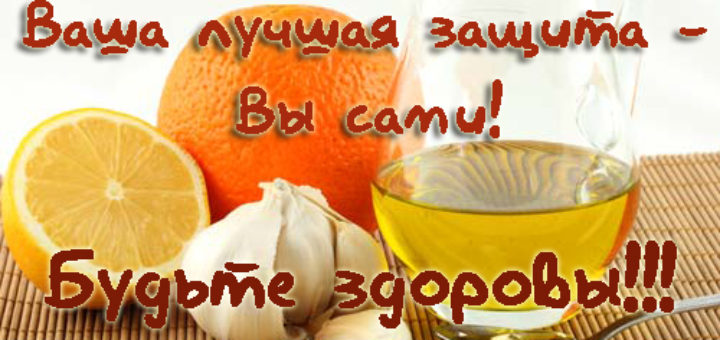 Ваша лучшая защита -
Вы сами!
Будьте здоровы!!!